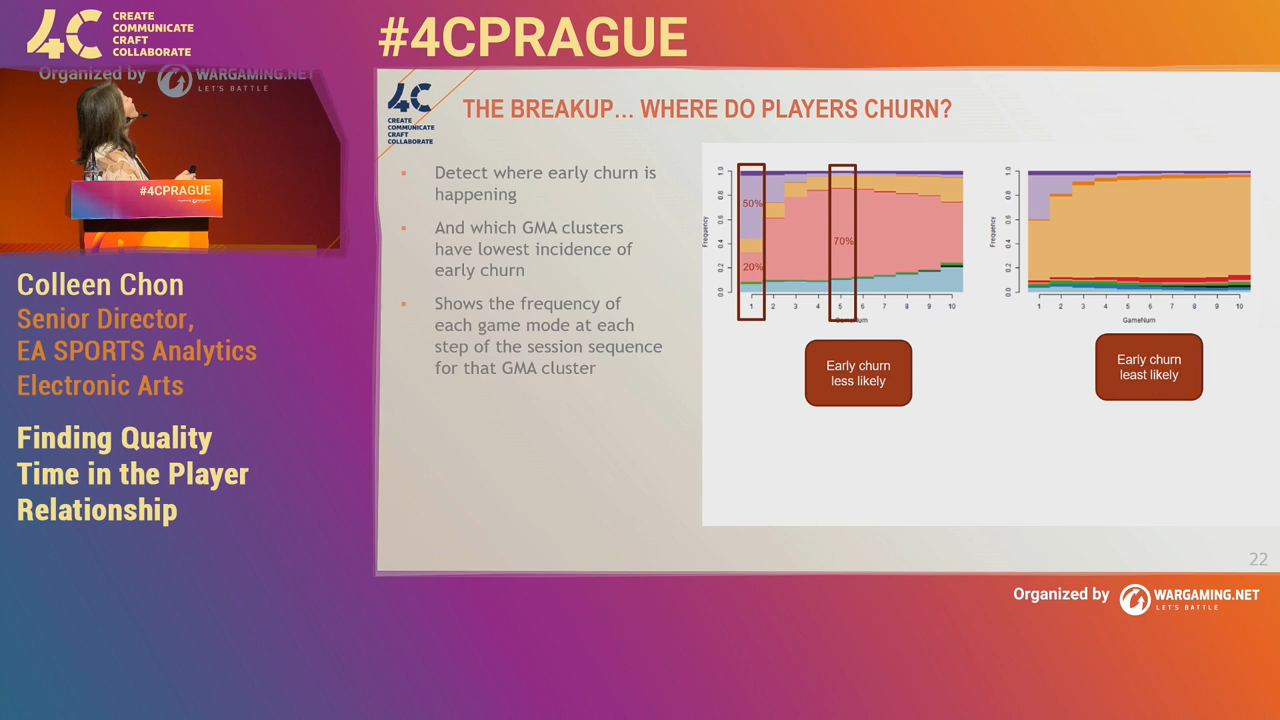 CREATE
COMMUNICATE
CRAFT
COLLABORATE
4C
#4CPRAGUE
Organized by WARGAMING.NET
LET'S BATTLE
#4CPRAGUE
Colleen Chon
Senior Director,
EA SPORTS Analytics
Electronic Arts
Finding Quality
Time in the Player
Relationship
4C
CREATE
COMMUNICATE
CRAFT
COLLABORATE
THE BREAKUP... WHERE DO PLAYERS CHURN?
Detect where early churn is
happening
And which GMA clusters
have lowest incidence of
early churn
Shows the frequency of
each game mode at each
step of the session sequence
for that GMA cluster
Frequency
0.0 0.2 0.4 0.6 0.8 1.0
50%
20%
70%
1 2 3 4 5 6 7 8 9 10
Early churn
less likely
Frequency
0.0 0.2 0.4 0.6 0.8 1.0
1 2 3 4 5 6 7 8 9 10
GameNum
Early churn
least likely
22
Organized by WARGAMING.NET
LET'S BATTLE